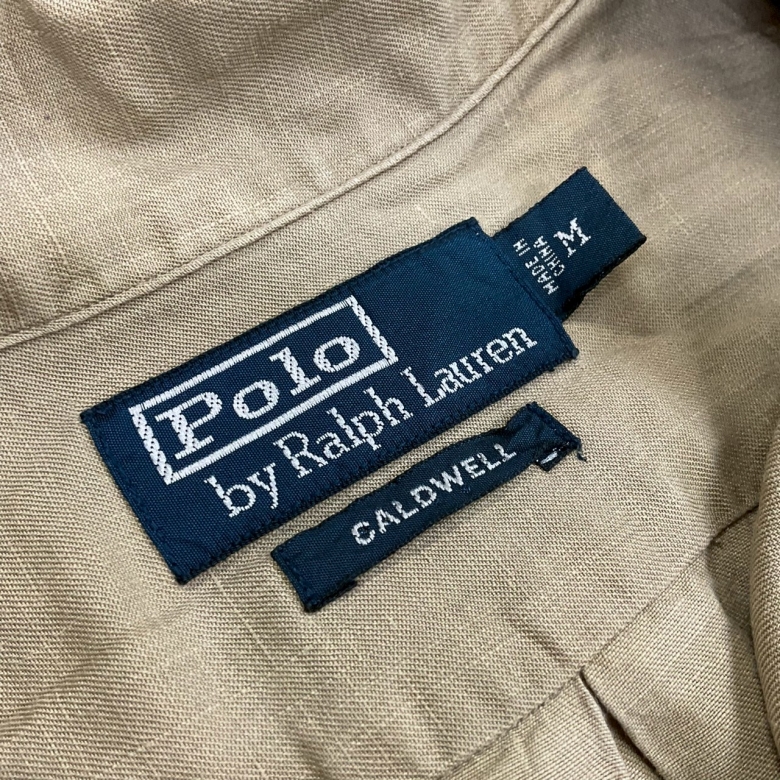 Polo
by Ralph Lauren
MADE IN
CHINA
M
CALDWELL